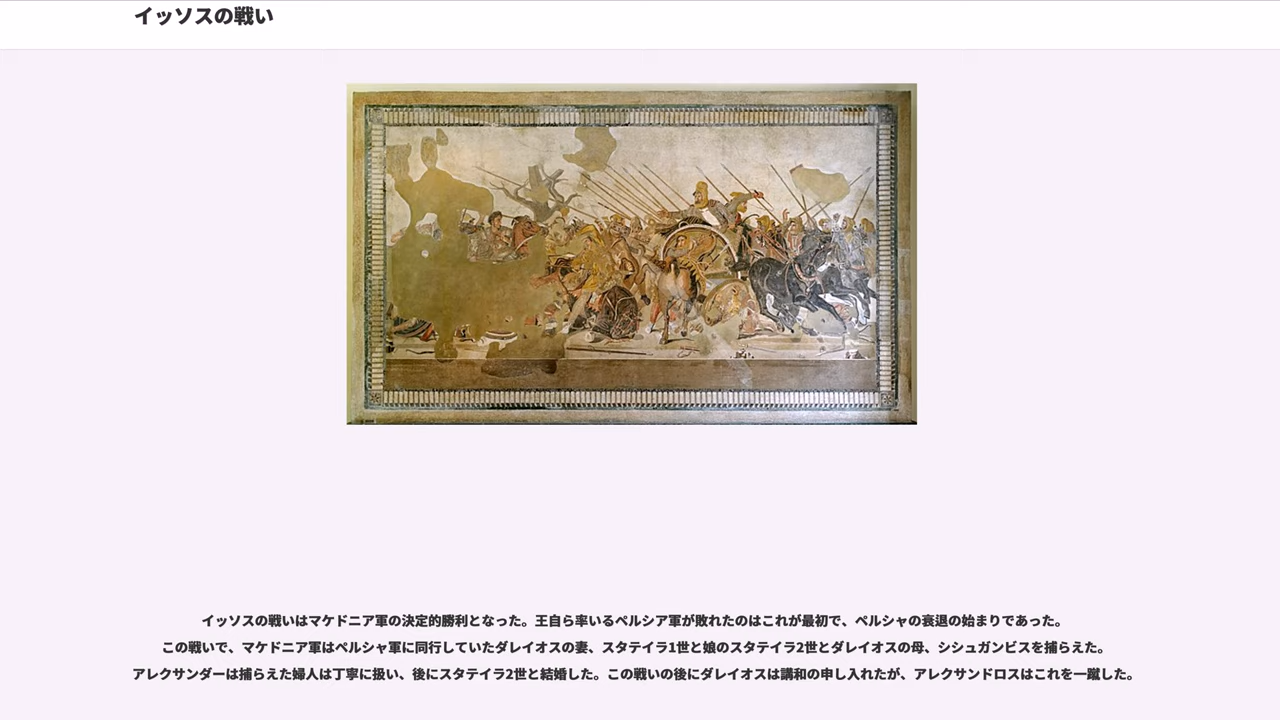 イッソスの戦い
イッソスの戦いはマケドニア軍の決定的勝利となった。王自ら率いるペルシア軍が敗れたのはこれが最初で、ペルシャの衰退の始まりであった。
この戦いで、マケドニア軍はペルシャ軍に同行していたダレイオスの妻、スタテイラ1世と娘のスタテイラ2世とダレイオスの母、シシュガンビスを捕らえた。
アレクサンダーは捕らえた婦人は丁寧に扱い、後にスタテイラ2世と結婚した。この戦いの後にダレイオスは講和の申し入れたが、アレクサンドロスはこれを一蹴した。